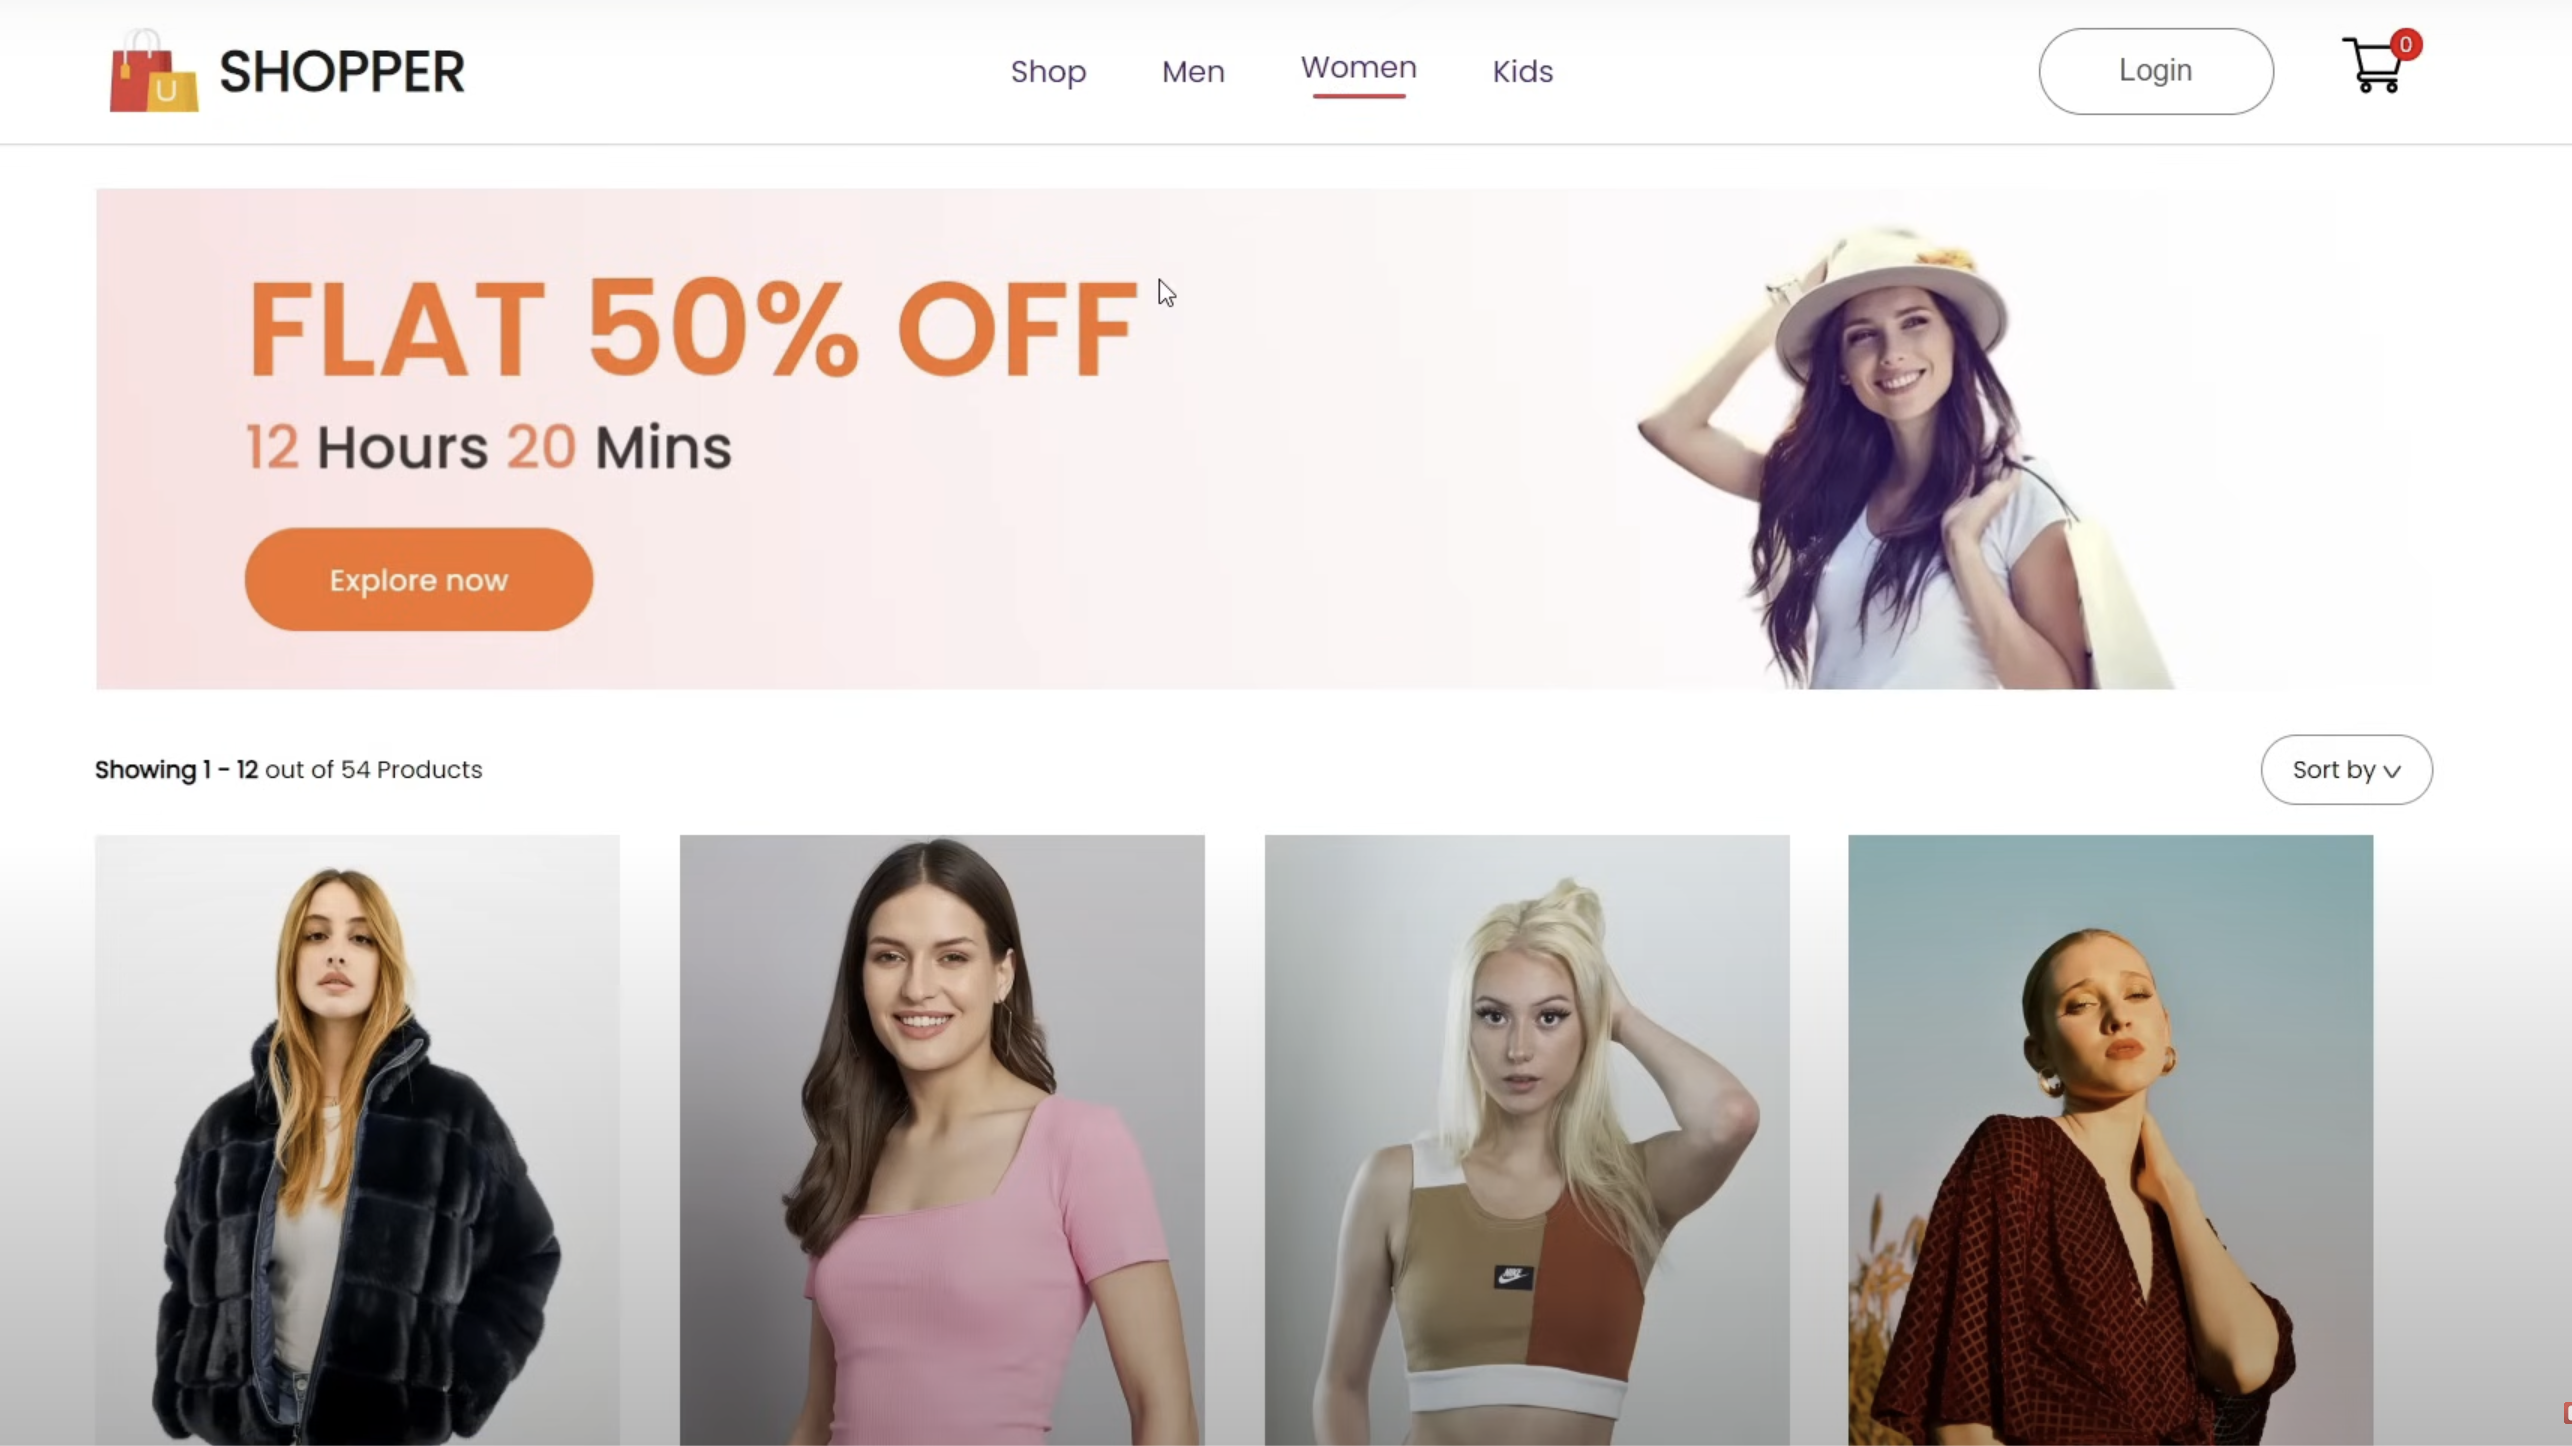 SHOPPER
Shop
Men
Women
Kids
Login
0
FLAT 50% OFF
12 Hours 20 Mins
Explore now
Showing 1 - 12 out of 54 Products
Sort by
NIKE